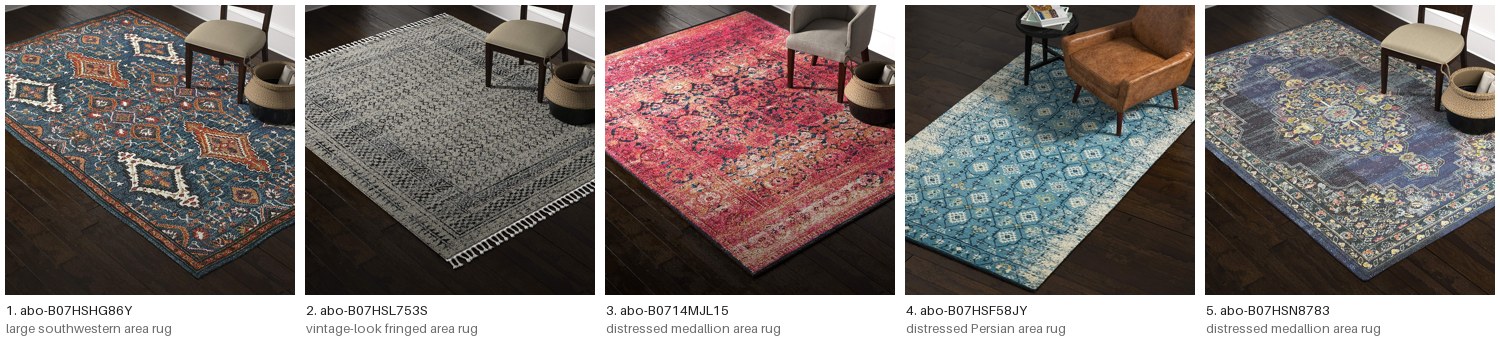 1. abo-B07HSHG86Y
large southwestern area rug
2. abo-B07HSL753S
vintage-look fringed area rug
3. abo-B0714MJL15
distressed medallion area rug
4. abo-B07HSF58JY
distressed Persian area rug
5. abo-B07HSN8783
distressed medallion area rug